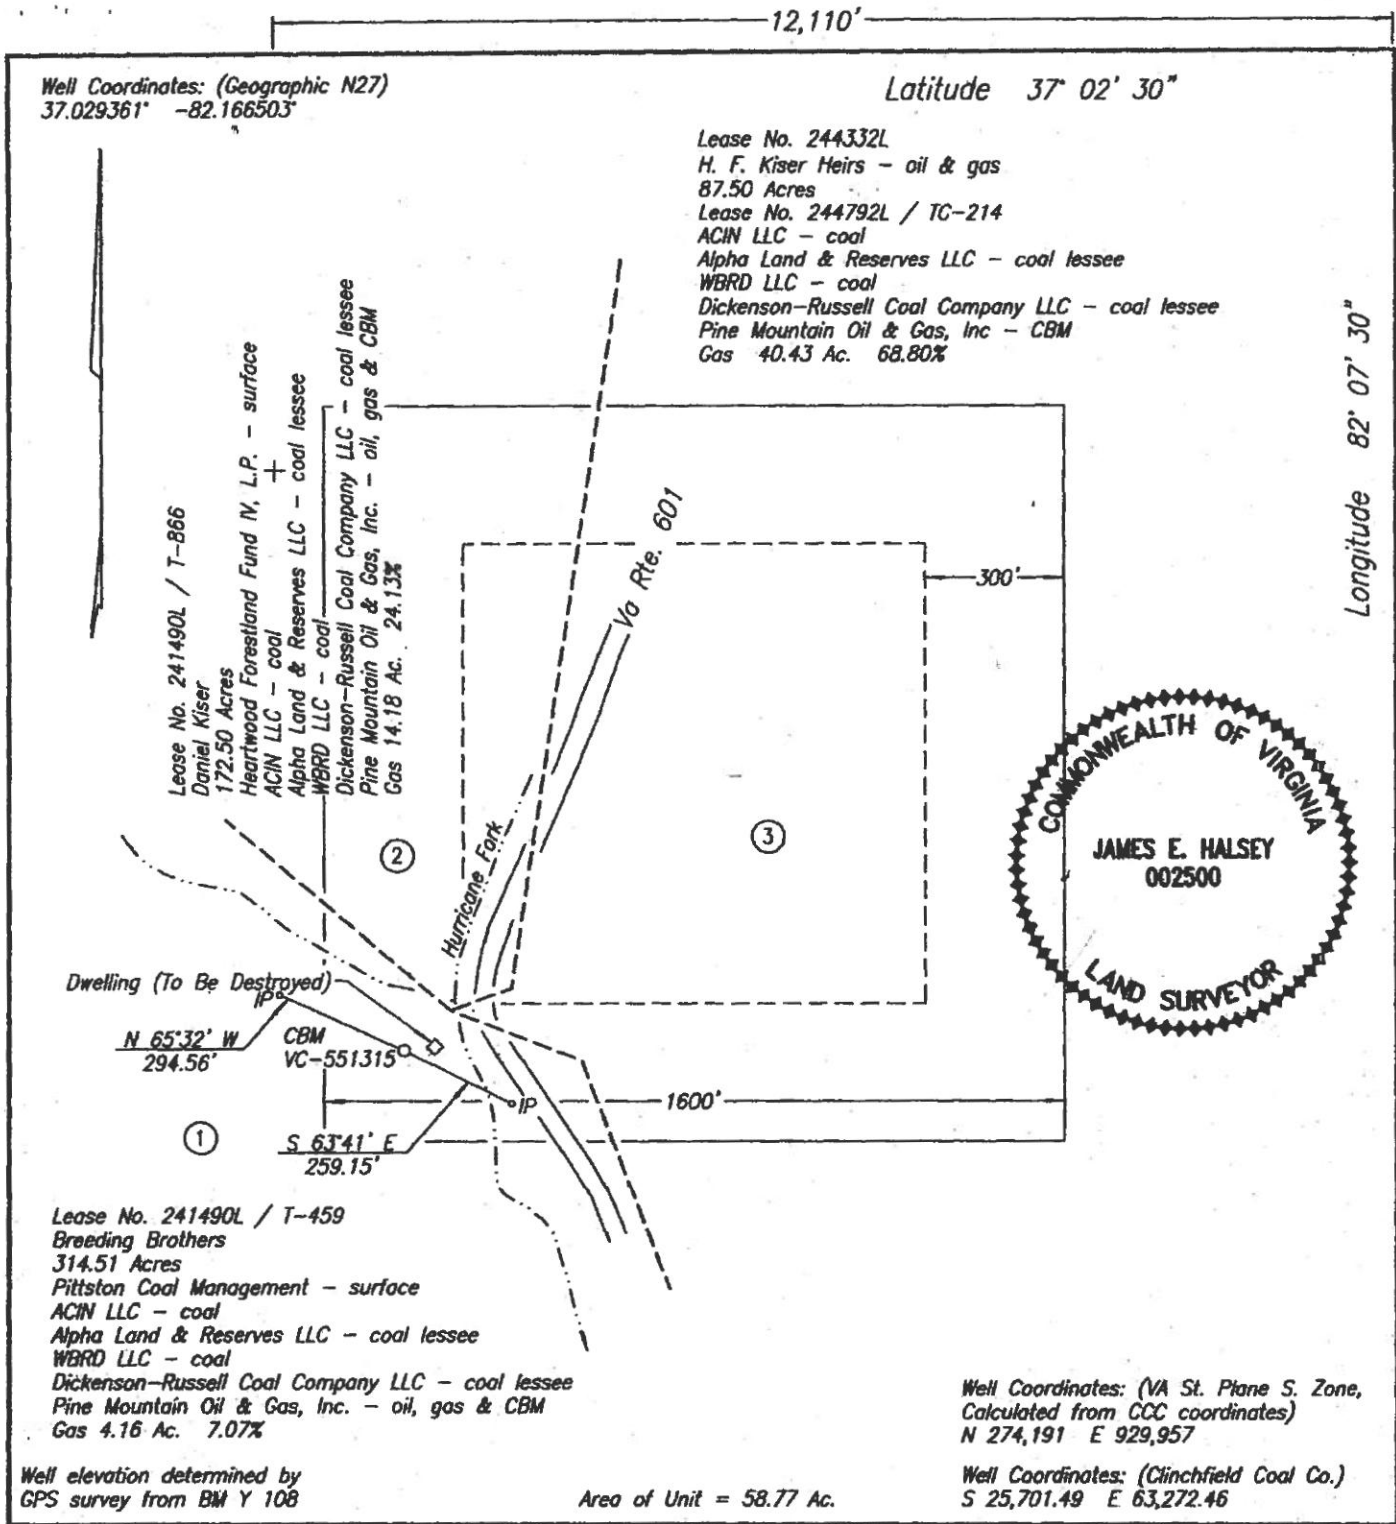 12,110'
Well Coordinates: (Geographic N27)
37.029361° -82.166503°
Latitude 37° 02' 30"
Lease No. 244332L
H. F. Kiser Heirs - oil & gas
87.50 Acres
Lease No. 244792L / TC-214
ACIN LLC - coal
Alpha Land & Reserves LLC - coal lessee
WBRD LLC - coal
Dickenson-Russell Coal Company LLC - coal lessee
Pine Mountain Oil & Gas, Inc - CBM
Gas 40.43 Ac. 68.80%
Longitude 82° 07' 30"
Lease No. 241490L / T-866
Daniel Kiser
172.50 Acres
Heartwood Forestland Fund IV, L.P. - surface
ACIN LLC - coal
Alpha Land & Reserves LLC - coal lessee
WBRD LLC - coal
Dickenson-Russell Coal Company LLC - coal lessee
Pine Mountain Oil & Gas, Inc. - oil, gas & CBM
Gas 14.18 Ac. 24.13%
Va Rte. 601
300'
COMMONWEALTH OF VIRGINIA
JAMES E. HALSEY
002500
LAND SURVEYOR
2
3
Hurricane Fork
Dwelling (To Be Destroyed)
IP
N 65°32' W
294.56'
CBM
VC-551315
IP
1600'
1
S 63°41' E
259.15'
Lease No. 241490L / T-459
Breeding Brothers
314.51 Acres
Pittston Coal Management - surface
ACIN LLC - coal
Alpha Land & Reserves LLC - coal lessee
WBRD LLC - coal
Dickenson-Russell Coal Company LLC - coal lessee
Pine Mountain Oil & Gas, Inc. - oil, gas & CBM
Gas 4.16 Ac. 7.07%
Well Coordinates: (VA St. Plane S. Zone,
Calculated from CCC coordinates)
N 274,191 E 929,957
Well elevation determined by
GPS survey from BM Y 108
Area of Unit = 58.77 Ac.
Well Coordinates: (Clinchfield Coal Co.)
S 25,701.49 E 63,272.46